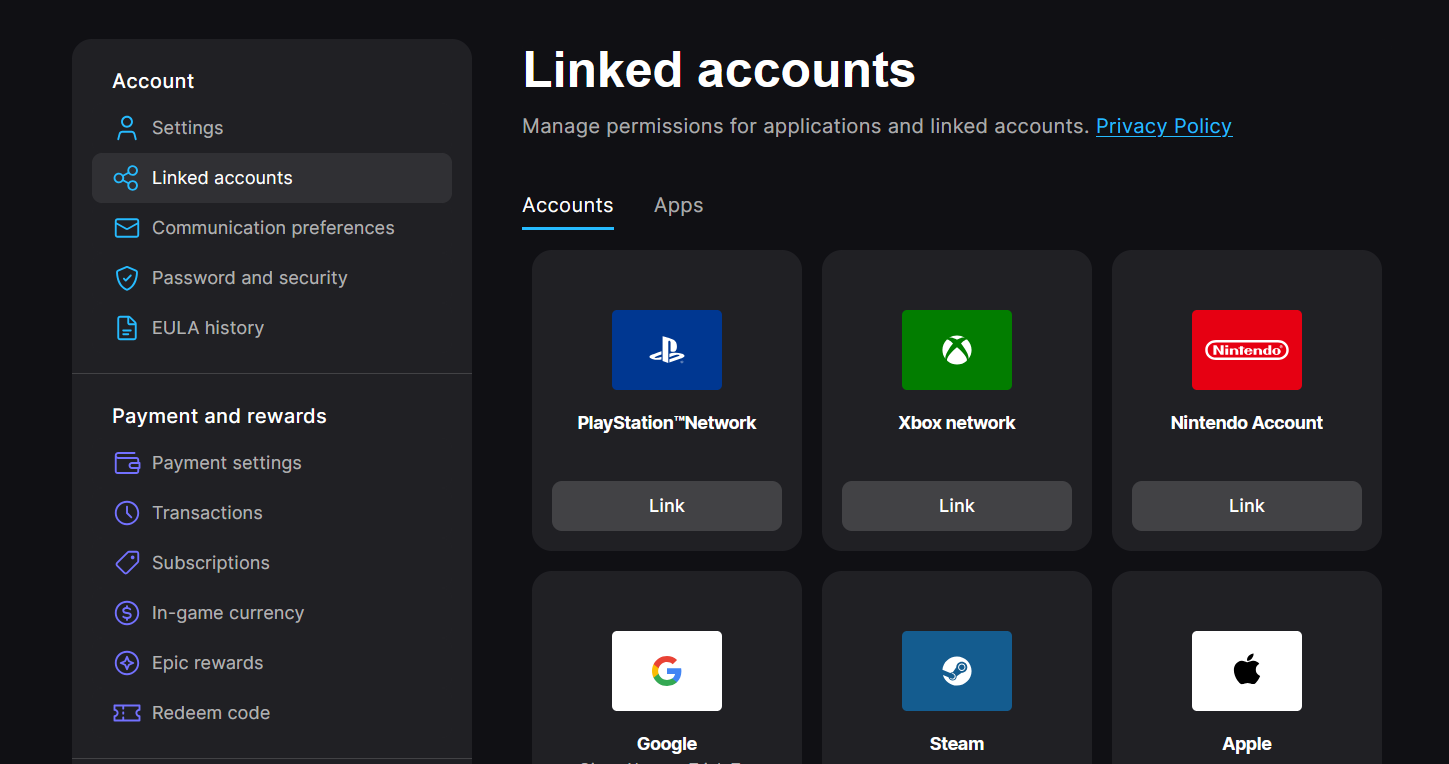 Account
Settings
Linked accounts
Communication preferences
Password and security
EULA history
Payment and rewards
Payment settings
Transactions
Subscriptions
In-game currency
Epic rewards
Redeem code
Linked accounts
Manage permissions for applications and linked accounts. Privacy Policy
Accounts
Apps
PlayStation™Network
Link
Xbox network
Link
Nintendo
Nintendo Account
Link
Google
Steam
Apple